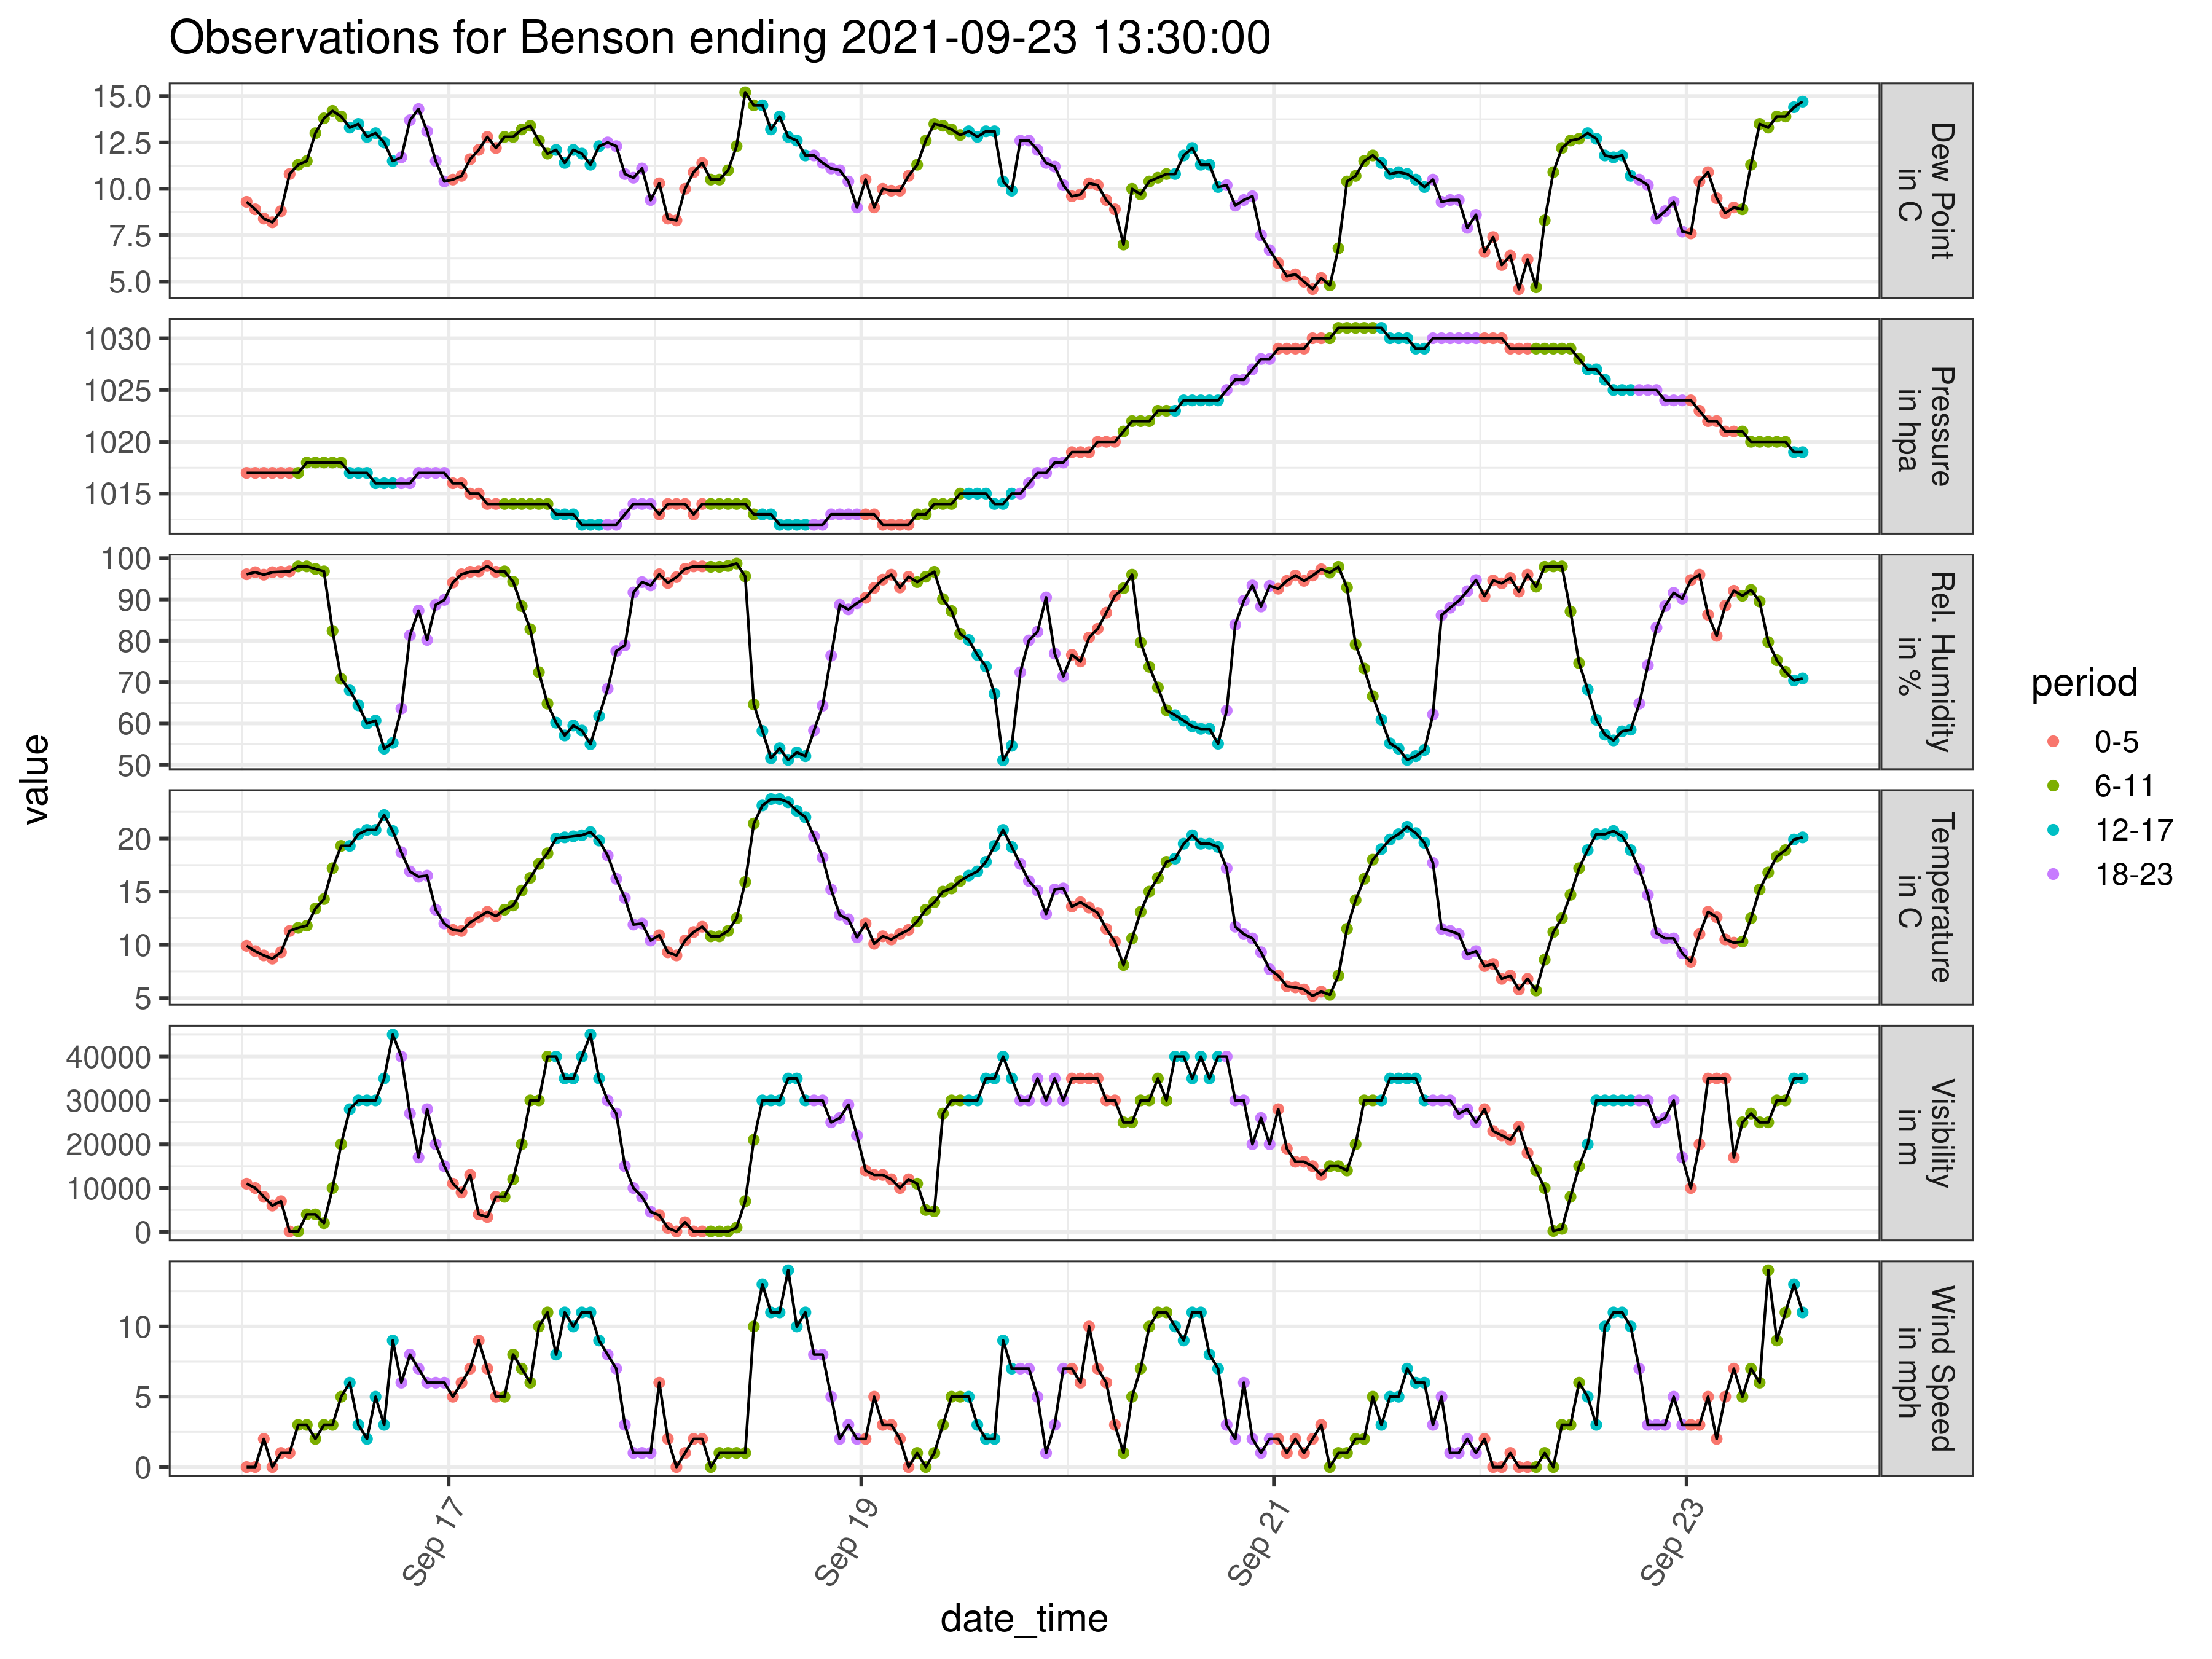 Observations for Benson ending 2021-09-23 13:30:00
value
15.0
12.5
10.0
7.5
5.0
Dew Point
in C
1030
1025
1020
1015
Pressure
in hpa
100
90
80
70
60
50
Rel. Humidity
in %
20
15
10
5
Temperature
in C
40000
30000
20000
10000
0
Visibility
in m
10
5
0
Wind Speed
in mph
Sep 17
Sep 19
Sep 21
Sep 23
date_time
period
0-5
6-11
12-17
18-23